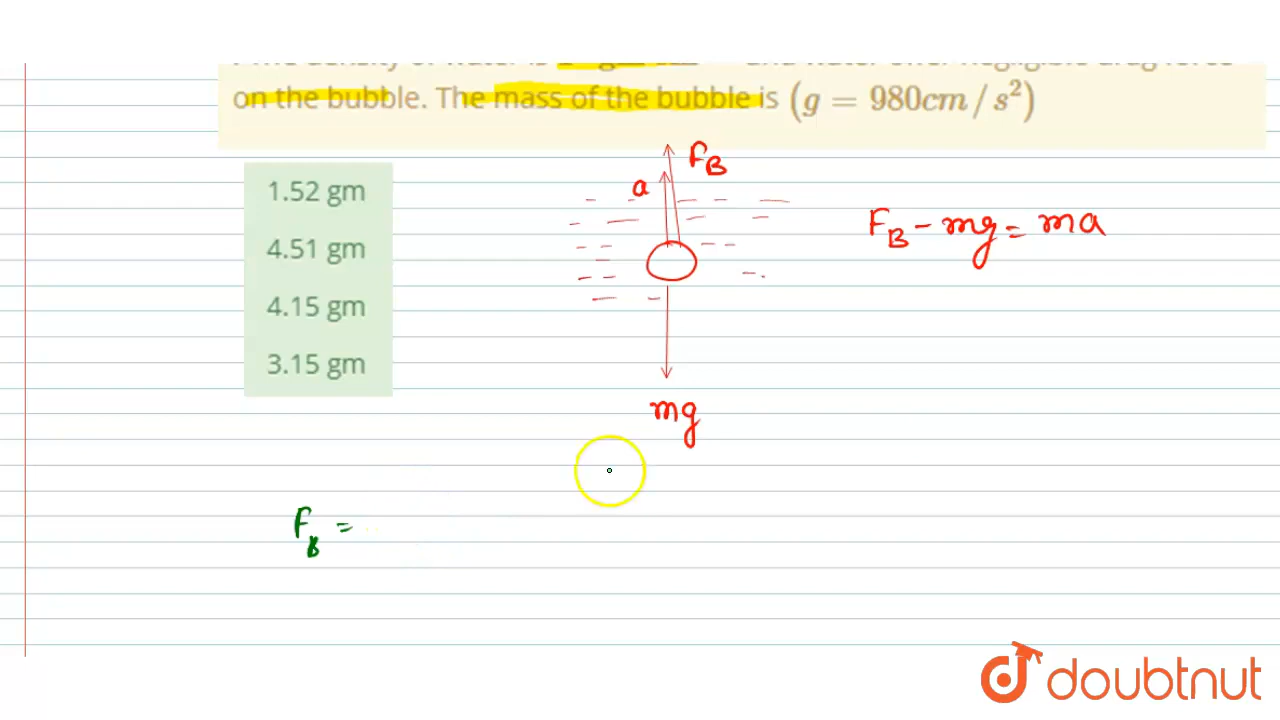 on the bubble. The mass of the bubble is (g = 980cm/s²)
1.52 gm
4.51 gm
4.15 gm
3.15 gm
F_B
a
F_B - mg = ma
mg
F_B =
doubtnut